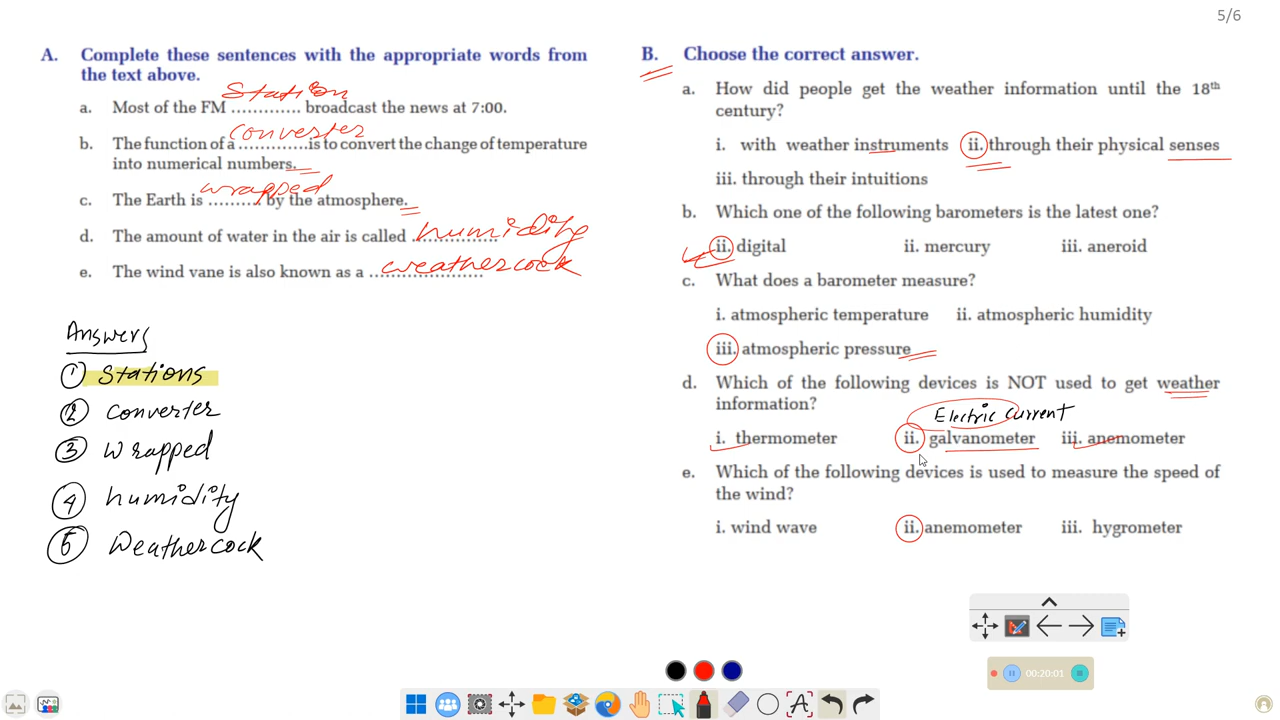 5/6
A. Complete these sentences with the appropriate words from
the text above.
Station
a. Most of the FM ............. broadcast the news at 7:00.
converter
b. The function of a .............is to convert the change of temperature
into numerical numbers.
wrapped
c. The Earth is .......... by the atmosphere.
d. The amount of water in the air is called ................
humidity
e. The wind vane is also known as a ......................
weathercock
Answers
① Stations
② converter
③ wrapped
④ humidity
⑤ Weathercock
B. Choose the correct answer.
a. How did people get the weather information until the 18th
century?
i. with weather instruments ii. through their physical senses
iii. through their intuitions
b. Which one of the following barometers is the latest one?
ii. digital ii. mercury iii. aneroid
c. What does a barometer measure?
i. atmospheric temperature ii. atmospheric humidity
iii. atmospheric pressure
d. Which of the following devices is NOT used to get weather
information?
Electric Current
i. thermometer ii. galvanometer iii. anemometer
e. Which of the following devices is used to measure the speed of
the wind?
i. wind wave ii. anemometer iii. hygrometer
00:20:01